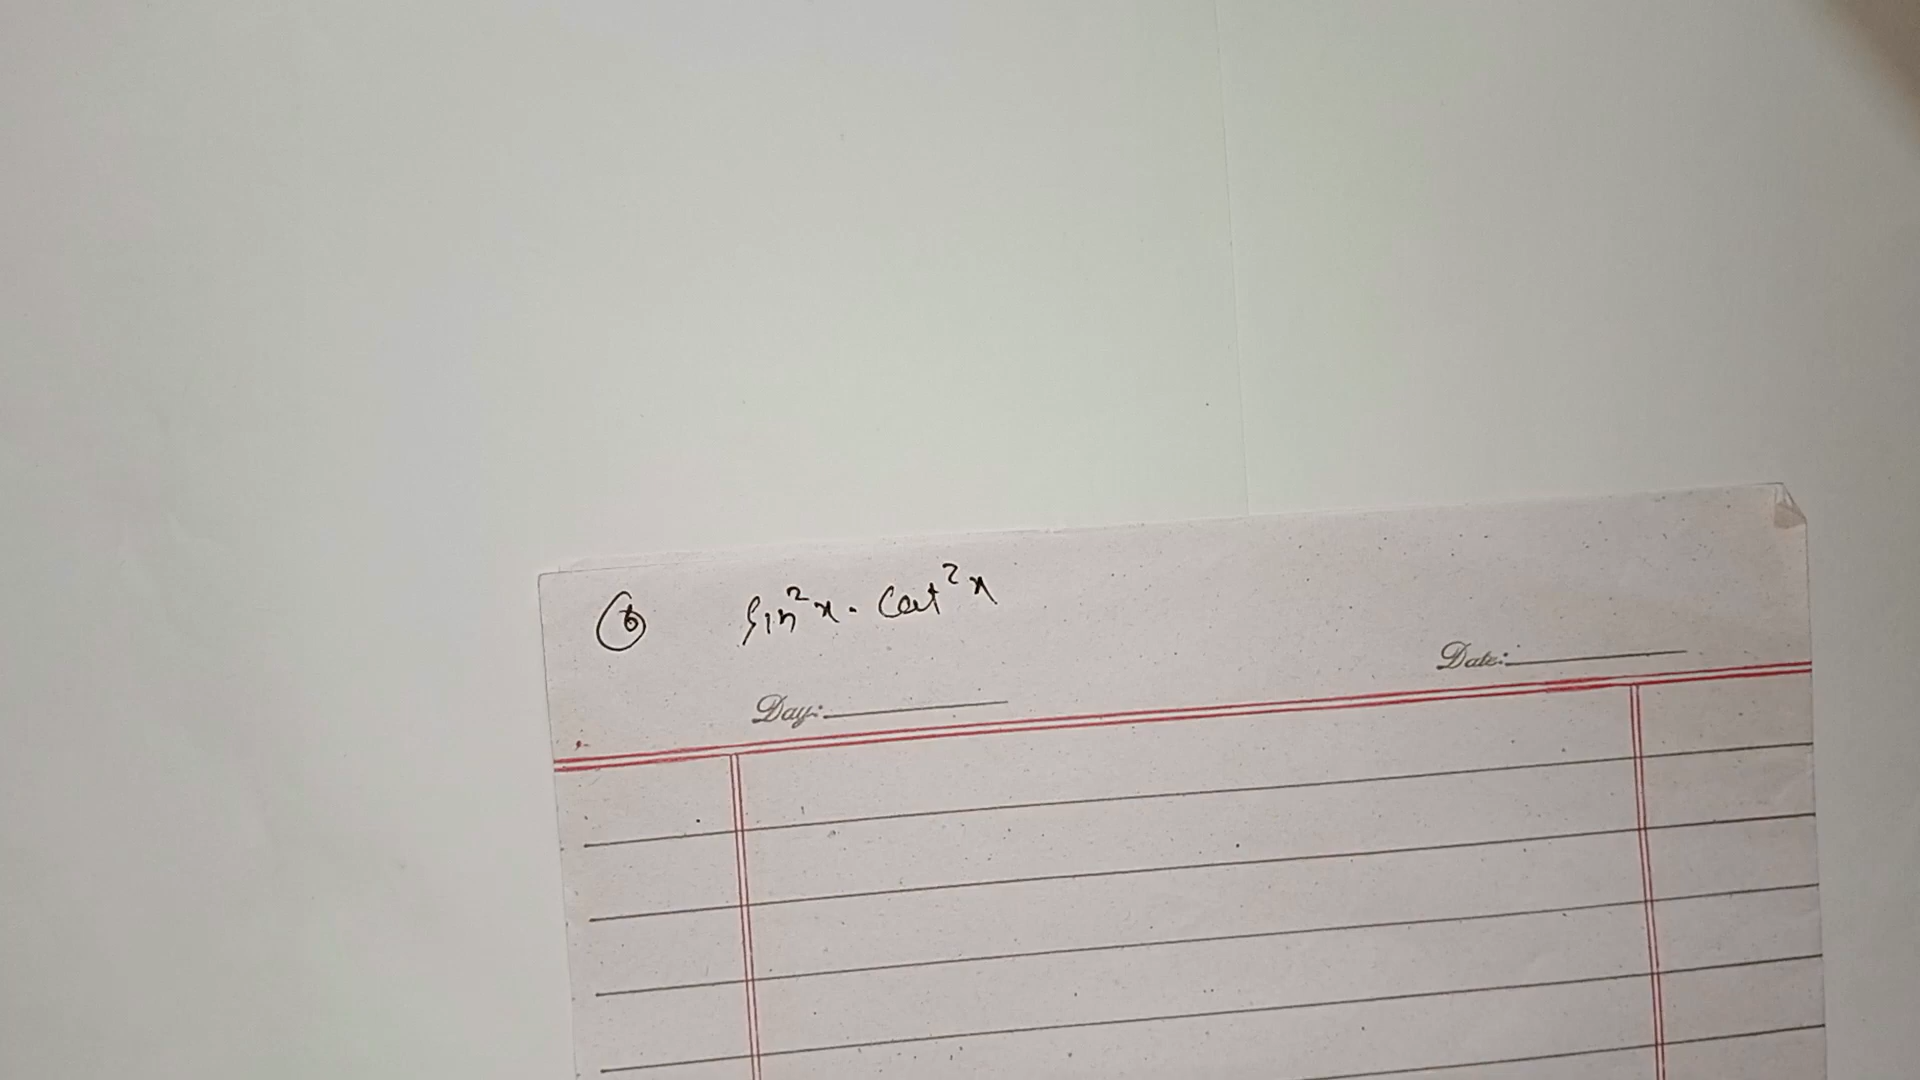 ⑥ Sin²x . Cot²x
Date:
Day: